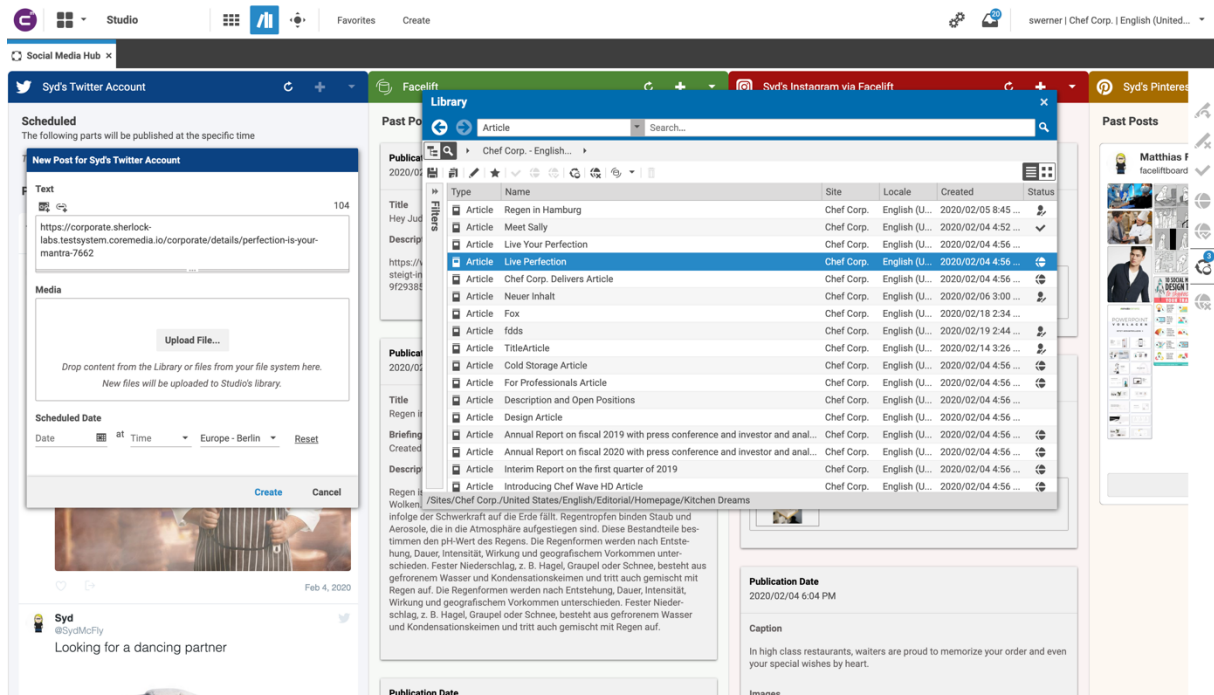 Studio
Favorites
Create
20
swerner | Chef Corp. | English (United...
Social Media Hub ×
Syd's Twitter Account
Scheduled
The following parts will be published at the specific time
New Post for Syd's Twitter Account
Text
104
https://corporate.sherlock-
labs.testsystem.coremedia.io/corporate/details/perfection-is-your-
mantra-7662
Media
Upload File...
Drop content from the Library or files from your file system here.
New files will be uploaded to Studio's library.
Scheduled Date
Date at Time Europe - Berlin Reset
Create Cancel
Feb 4, 2020
Syd
@SydMcFly
Looking for a dancing partner
Facelift
Past Po
Publicat
2020/02
Title
Hey Jud
Descrip
https://v
steigt-in
9f29385
Publicat
2020/02
Title
Regen in
Briefing
Created
Descrip
Regen is
Wolken
infolge der Schwerkraft auf die Erde fällt. Regentropfen binden Staub und
Aerosole, die in die Atmosphäre aufgestiegen sind. Diese Bestandteile bes-
timmen den pH-Wert des Regens. Die Regenformen werden nach Entste-
hung, Dauer, Intensität, Wirkung und geografischem Vorkommen unter-
schieden. Fester Niederschlag, z. B. Hagel, Graupel oder Schnee, besteht aus
gefrorenem Wasser und Kondensationskeimen und tritt auch gemischt mit
Regen auf. Die Regenformen werden nach Entstehung, Dauer, Intensität,
Wirkung und geografischem Vorkommen unterschieden. Fester Nieder-
schlag, z. B. Hagel, Graupel oder Schnee, besteht aus gefrorenem Wasser
und Kondensationskeimen und tritt auch gemischt mit Regen auf.
Publication Date
Library
Article
Search...
Chef Corp. - English...
Filters
Type Name Site Locale Created Status
Article Regen in Hamburg Chef Corp. English (U... 2020/02/05 8:45 ...
Article Meet Sally Chef Corp. English (U... 2020/02/04 4:52 ...
Article Live Your Perfection Chef Corp. English (U... 2020/02/04 4:56 ...
Article Live Perfection Chef Corp. English (U... 2020/02/04 4:56 ...
Article Chef Corp. Delivers Article Chef Corp. English (U... 2020/02/04 4:56 ...
Article Neuer Inhalt Chef Corp. English (U... 2020/02/06 3:00 ...
Article Fox Chef Corp. English (U... 2020/02/18 2:34 ...
Article fdds Chef Corp. English (U... 2020/02/19 2:44 ...
Article TitleArticle Chef Corp. English (U... 2020/02/14 3:26 ...
Article Cold Storage Article Chef Corp. English (U... 2020/02/04 4:56 ...
Article For Professionals Article Chef Corp. English (U... 2020/02/04 4:56 ...
Article Description and Open Positions Chef Corp. English (U... 2020/02/04 4:56 ...
Article Design Article Chef Corp. English (U... 2020/02/04 4:56 ...
Article Annual Report on fiscal 2019 with press conference and investor and anal... Chef Corp. English (U... 2020/02/04 4:56 ...
Article Annual Report on fiscal 2020 with press conference and investor and anal... Chef Corp. English (U... 2020/02/04 4:56 ...
Article Interim Report on the first quarter of 2019 Chef Corp. English (U... 2020/02/04 4:56 ...
Article Introducing Chef Wave HD Article Chef Corp. English (U... 2020/02/04 4:56 ...
/Sites/Chef Corp./United States/English/Editorial/Homepage/Kitchen Dreams
Syd's Instagram via Facelift
Publication Date
2020/02/04 6:04 PM
Caption
In high class restaurants, waiters are proud to memorize your order and even
your special wishes by heart.
Images
Syd's Pinteres
Past Posts
Matthias F
faceliftboard
3